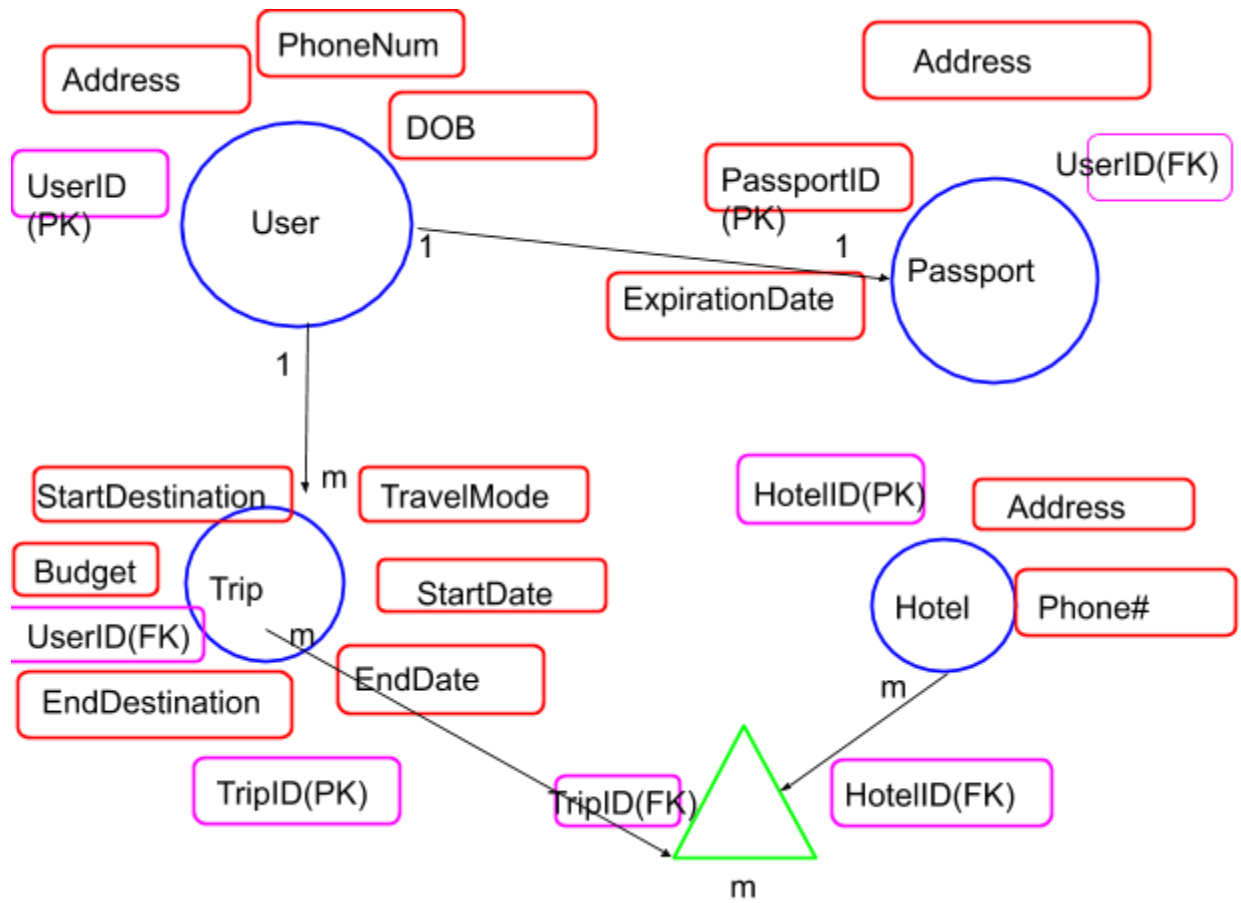 PhoneNum
Address
Address
DOB
UserID
(PK)
User
PassportID
(PK)
UserID(FK)
1
1
Passport
ExpirationDate
1
m
StartDestination
TravelMode
HotelID(PK)
Address
Budget
Trip
StartDate
Hotel
Phone#
UserID(FK)
m
EndDate
m
EndDestination
TripID(PK)
TripID(FK)
HotelID(FK)
m